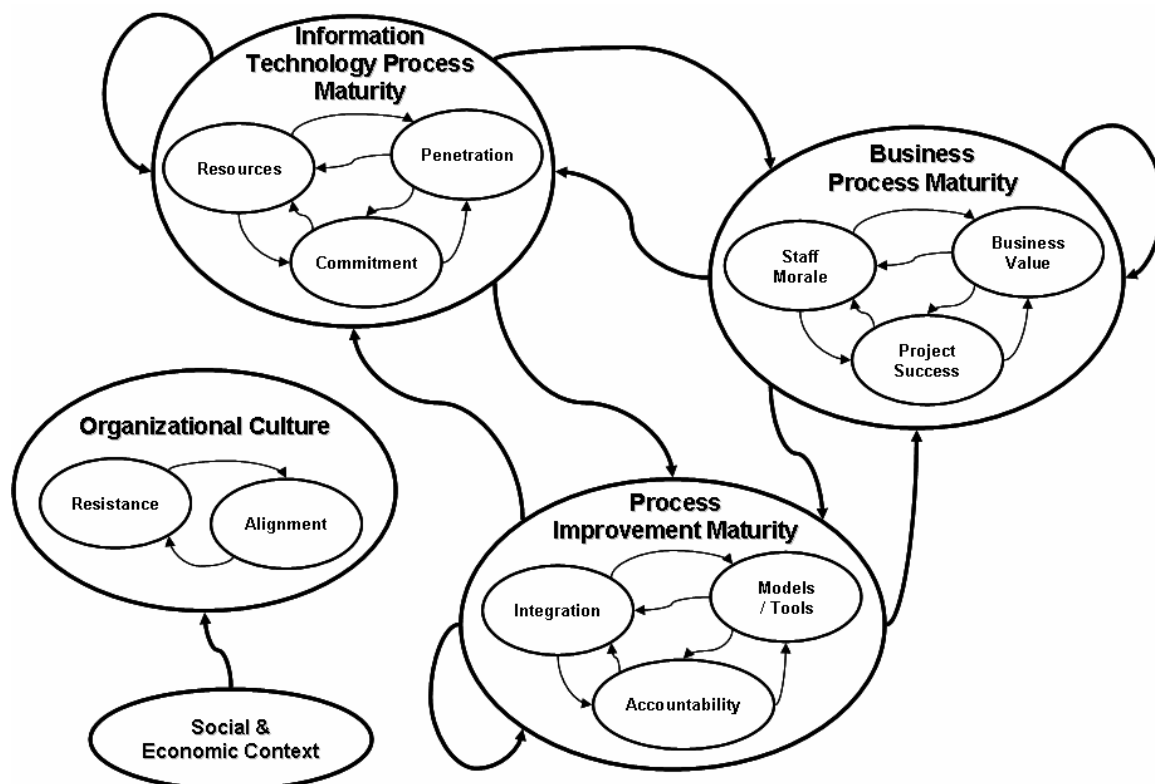 Information
Technology Process
Maturity
Resources
Penetration
Commitment
Business
Process Maturity
Staff
Morale
Business
Value
Project
Success
Organizational Culture
Resistance
Alignment
Process
Improvement Maturity
Integration
Models
/ Tools
Accountability
Social &
Economic Context